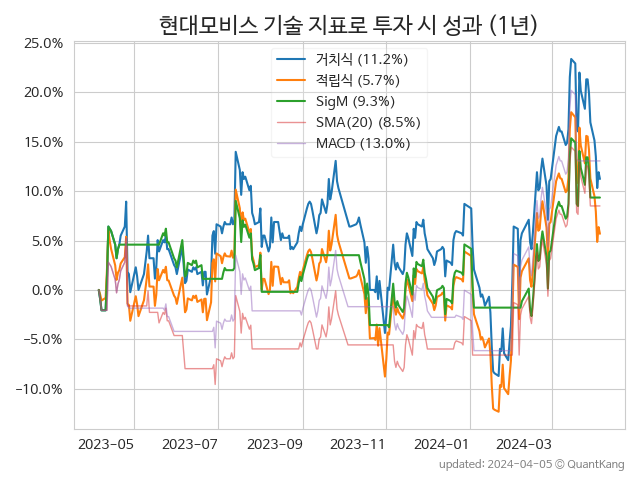 현대모비스 기술 지표로 투자 시 성과 (1년)
25.0%
20.0%
15.0%
10.0%
5.0%
0.0%
−5.0%
−10.0%
거치식 (11.2%)
적립식 (5.7%)
SigM (9.3%)
SMA(20) (8.5%)
MACD (13.0%)
2023-05 2023-07 2023-09 2023-11 2024-01 2024-03
updated: 2024-04-05 © QuantKang